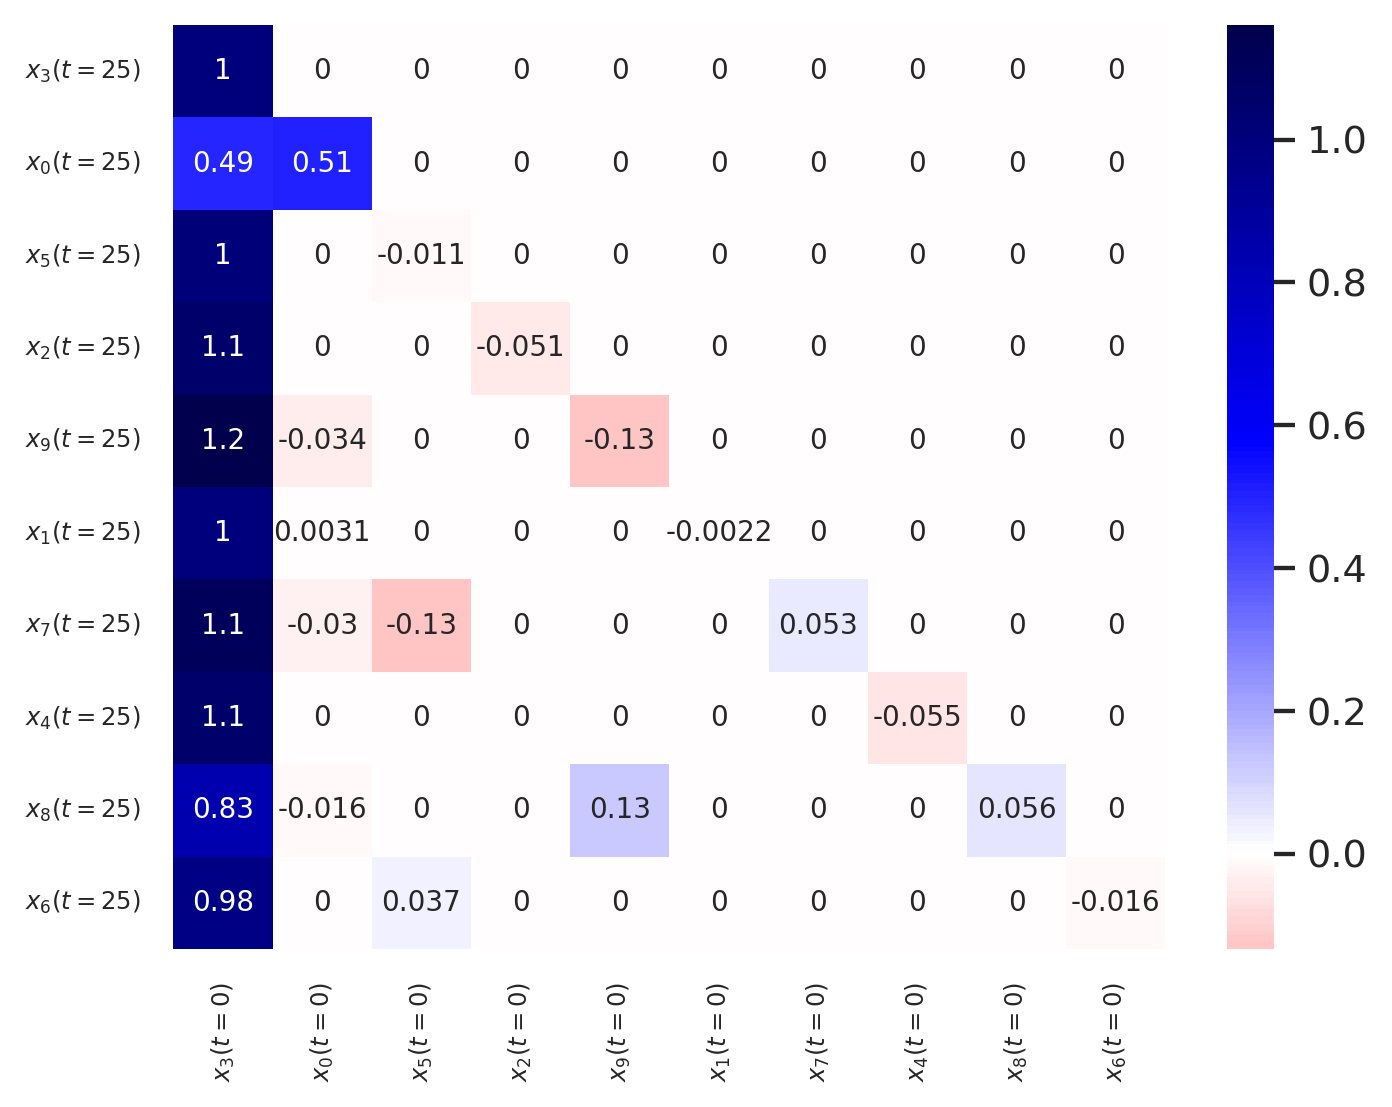 x₃(t = 25) 1 0 0 0 0 0 0 0 0 0
x₀(t = 25) 0.49 0.51 0 0 0 0 0 0 0 0
x₅(t = 25) 1 0 -0.011 0 0 0 0 0 0 0
x₂(t = 25) 1.1 0 0 -0.051 0 0 0 0 0 0
x₉(t = 25) 1.2 -0.034 0 0 -0.13 0 0 0 0 0
x₁(t = 25) 1 0.0031 0 0 0 -0.0022 0 0 0 0
x₇(t = 25) 1.1 -0.03 -0.13 0 0 0 0.053 0 0 0
x₄(t = 25) 1.1 0 0 0 0 0 0 -0.055 0 0
x₈(t = 25) 0.83 -0.016 0 0 0.13 0 0 0 0.056 0
x₆(t = 25) 0.98 0 0.037 0 0 0 0 0 0 -0.016
x₃(t = 0) x₀(t = 0) x₅(t = 0) x₂(t = 0) x₉(t = 0) x₁(t = 0) x₇(t = 0) x₄(t = 0) x₈(t = 0) x₆(t = 0)
1.0
0.8
0.6
0.4
0.2
0.0